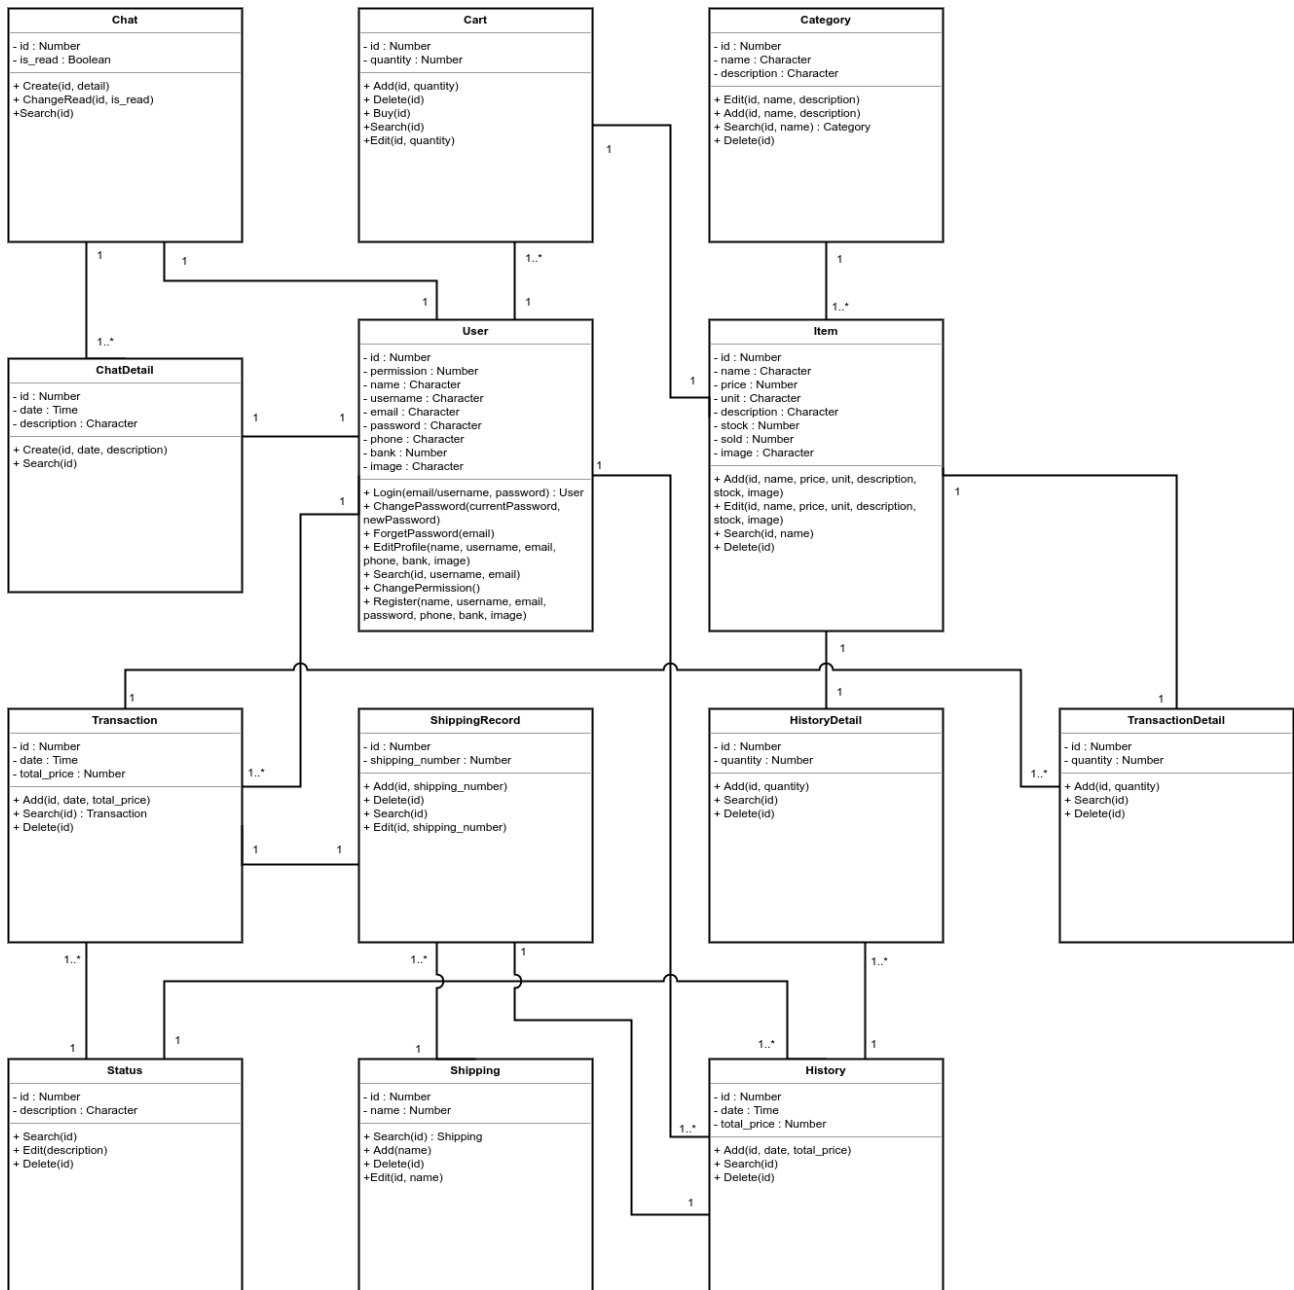 Chat
- id : Number
- is_read : Boolean
+ Create(id, detail)
+ ChangeRead(id, is_read)
+Search(id)
Cart
- id : Number
- quantity : Number
+ Add(id, quantity)
+ Delete(id)
+ Buy(id)
+Search(id)
+Edit(id, quantity)
Category
- id : Number
- name : Character
- description : Character
+ Edit(id, name, description)
+ Add(id, name, description)
+ Search(id, name) : Category
+ Delete(id)
1
1
1
1..*
1
1
1..*
1
1
1..*
1
ChatDetail
- id : Number
- date : Time
- description : Character
+ Create(id, date, description)
+ Search(id)
1
1
User
- id : Number
- permission : Number
- name : Character
- username : Character
- email : Character
- password : Character
- phone : Character
- bank : Number
- image : Character
+ Login(email/username, password) : User
+ ChangePassword(currentPassword,
newPassword)
+ ForgetPassword(email)
+ EditProfile(name, username, email,
phone, bank, image)
+ Search(id, username, email)
+ ChangePermission()
+ Register(name, username, email,
password, phone, bank, image)
1
1
Item
- id : Number
- name : Character
- price : Number
- unit : Character
- description : Character
- stock : Number
- sold : Number
- image : Character
+ Add(id, name, price, unit, description,
stock, image)
+ Edit(id, name, price, unit, description,
stock, image)
+ Search(id, name)
+ Delete(id)
1
1
1
1
1
Transaction
- id : Number
- date : Time
- total_price : Number
+ Add(id, date, total_price)
+ Search(id) : Transaction
+ Delete(id)
1..*
1
1
ShippingRecord
- id : Number
- shipping_number : Number
+ Add(id, shipping_number)
+ Delete(id)
+ Search(id)
+ Edit(id, shipping_number)
HistoryDetail
- id : Number
- quantity : Number
+ Add(id, quantity)
+ Search(id)
+ Delete(id)
1..*
TransactionDetail
- id : Number
- quantity : Number
+ Add(id, quantity)
+ Search(id)
+ Delete(id)
1..*
1..*
1
1..*
1
1
1
1..*
1
Status
- id : Number
- description : Character
+ Search(id)
+ Edit(description)
+ Delete(id)
Shipping
- id : Number
- name : Number
+ Search(id) : Shipping
+ Add(name)
+ Delete(id)
+Edit(id, name)
1..*
1
History
- id : Number
- date : Time
- total_price : Number
+ Add(id, date, total_price)
+ Search(id)
+ Delete(id)